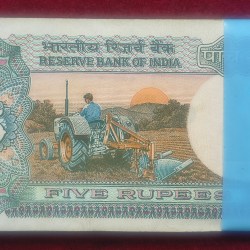 भारतीय रिज़र्व बैंक
RESERVE BANK OF INDIA
FIVE RUPEES